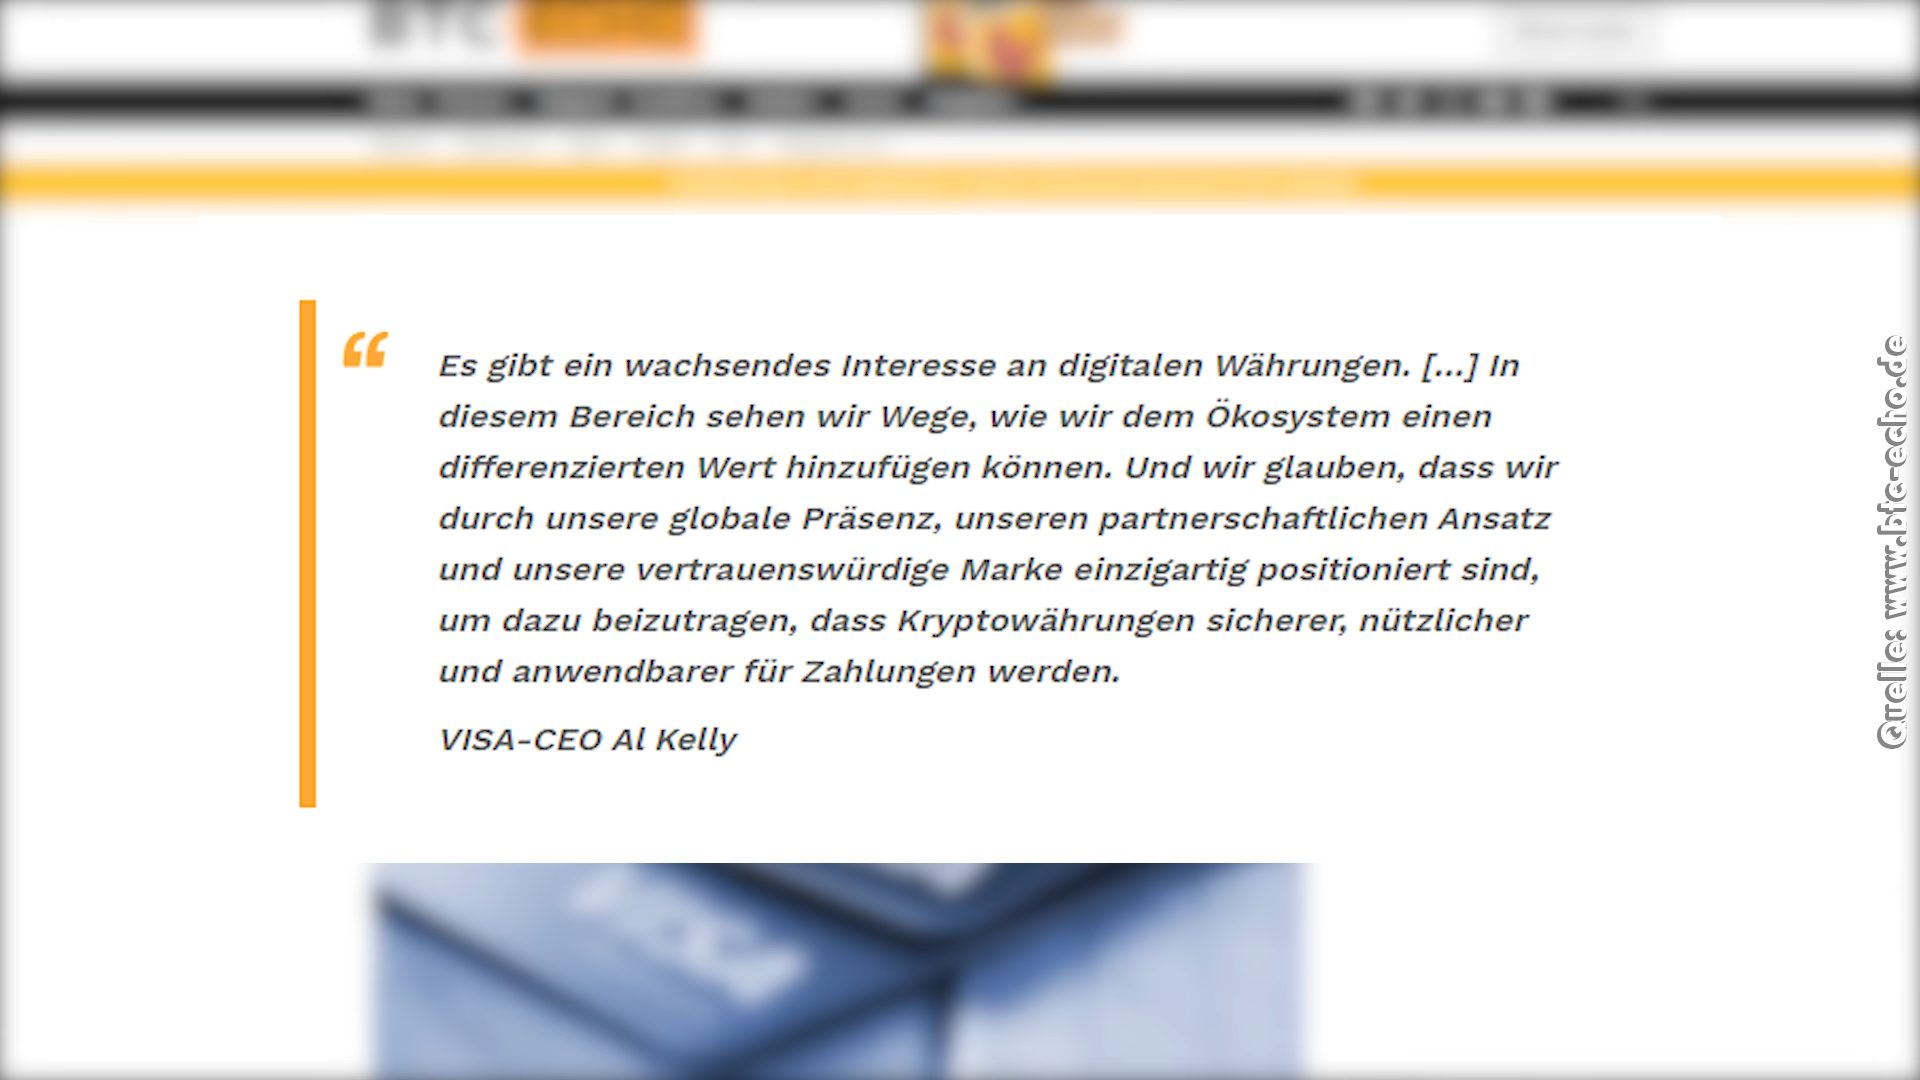 BTC
Es gibt ein wachsendes Interesse an digitalen Währungen. [...] In
diesem Bereich sehen wir Wege, wie wir dem Ökosystem einen
differenzierten Wert hinzufügen können. Und wir glauben, dass wir
durch unsere globale Präsenz, unseren partnerschaftlichen Ansatz
und unsere vertrauenswürdige Marke einzigartig positioniert sind,
um dazu beizutragen, dass Kryptowährungen sicherer, nützlicher
und anwendbarer für Zahlungen werden.
VISA-CEO Al Kelly
VISA
Quelle: www.btc-echo.de